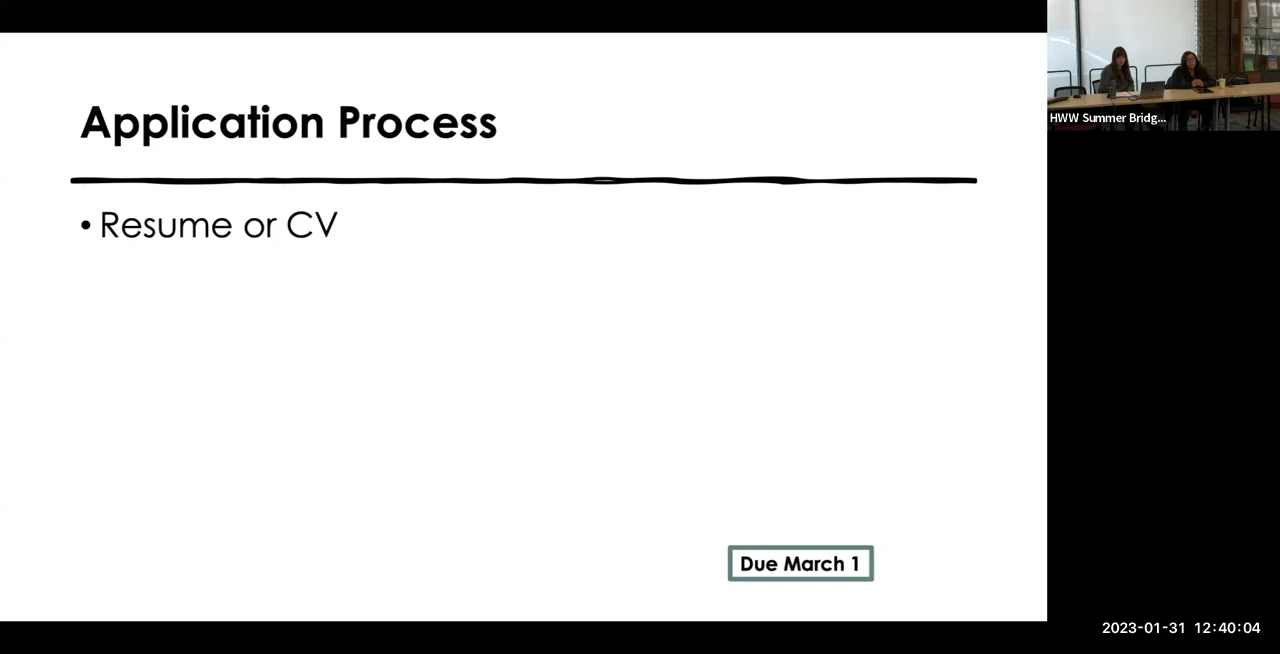 Application Process
• Resume or CV
Due March 1
HWW Summer Bridg...
2023-01-31 12:40:04